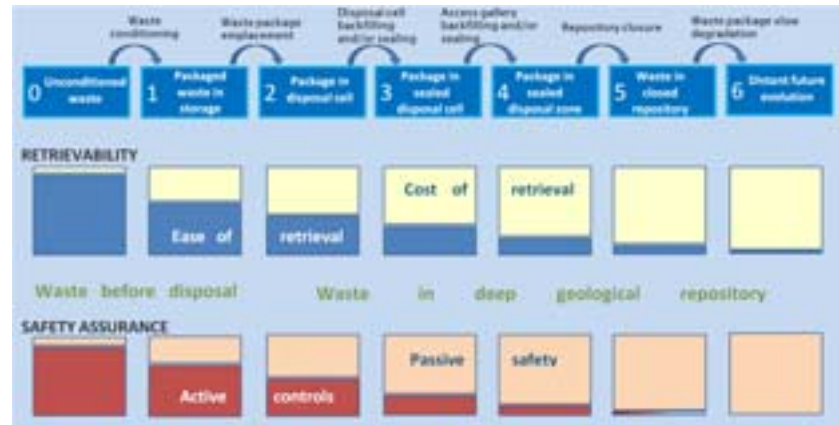 Waste
conditioning
Waste package
emplacement
Disposal cell
backfilling
and/or sealing
Access gallery
backfilling and/or
sealing
Repository closure
Waste package slow
degradation
0 Unconditioned
waste
1 Packaged
waste in
storage
2 Package in
disposal cell
3 Package in
sealed
disposal cell
4 Package in
sealed
disposal zone
5 Waste in
closed
repository
6 Distant future
evolution
RETRIEVABILITY
Cost of retrieval
Ease of retrieval
Waste before disposal Waste in deep geological repository
SAFETY ASSURANCE
Passive safety
Active controls